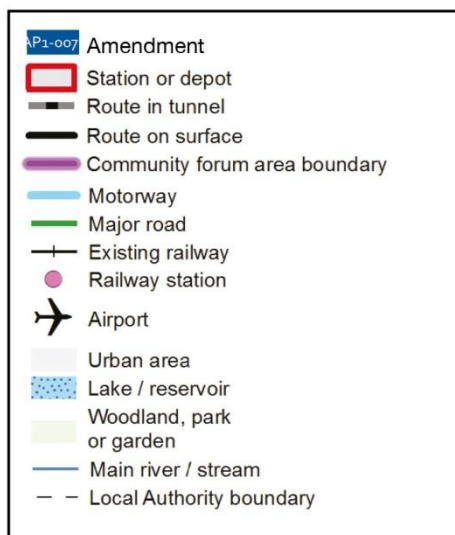 AP1-007 Amendment
Station or depot
Route in tunnel
Route on surface
Community forum area boundary
Motorway
Major road
Existing railway
Railway station
Airport
Urban area
Lake / reservoir
Woodland, park
or garden
Main river / stream
Local Authority boundary